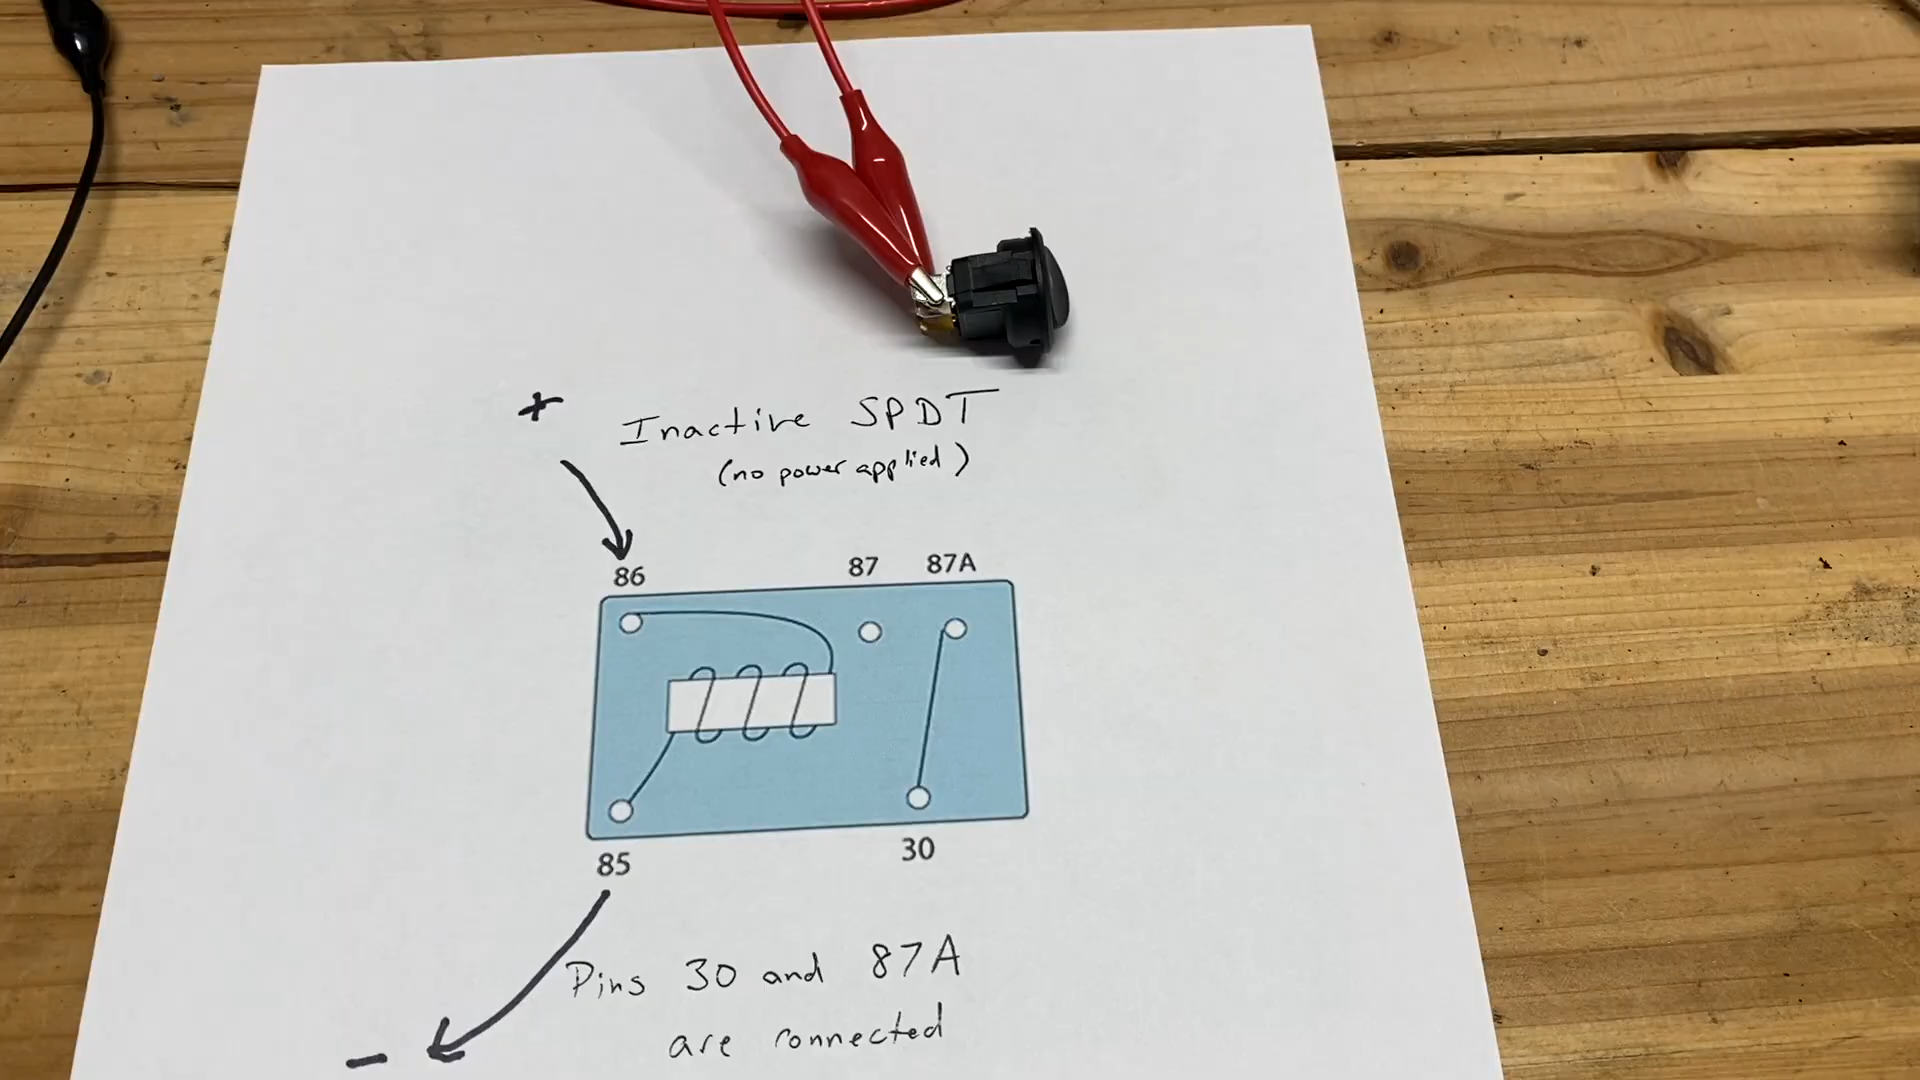 +
Inactive SPDT
(no power applied)
86 87 87A
85 30
Pins 30 and 87A
are connected
-